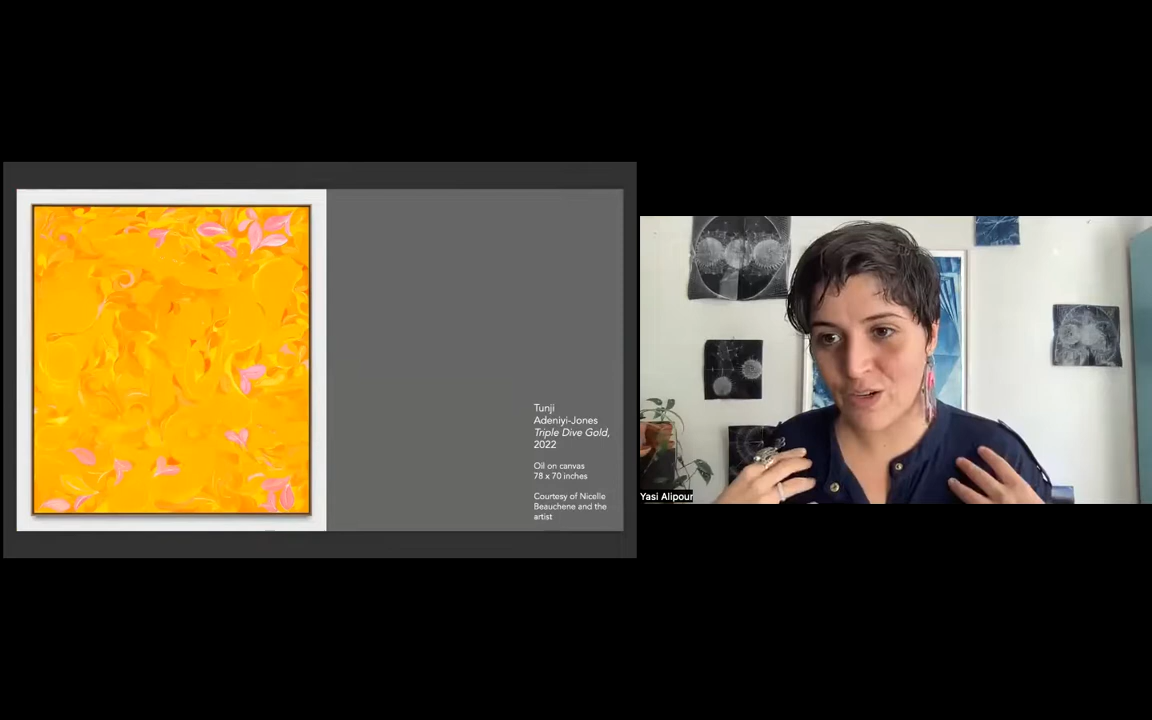 Tunji
Adeniyi-Jones
Triple Dive Gold,
2022
Oil on canvas
78 x 70 inches
Courtesy of Nicelle
Beauchene and the
artist
Yasi Alipour